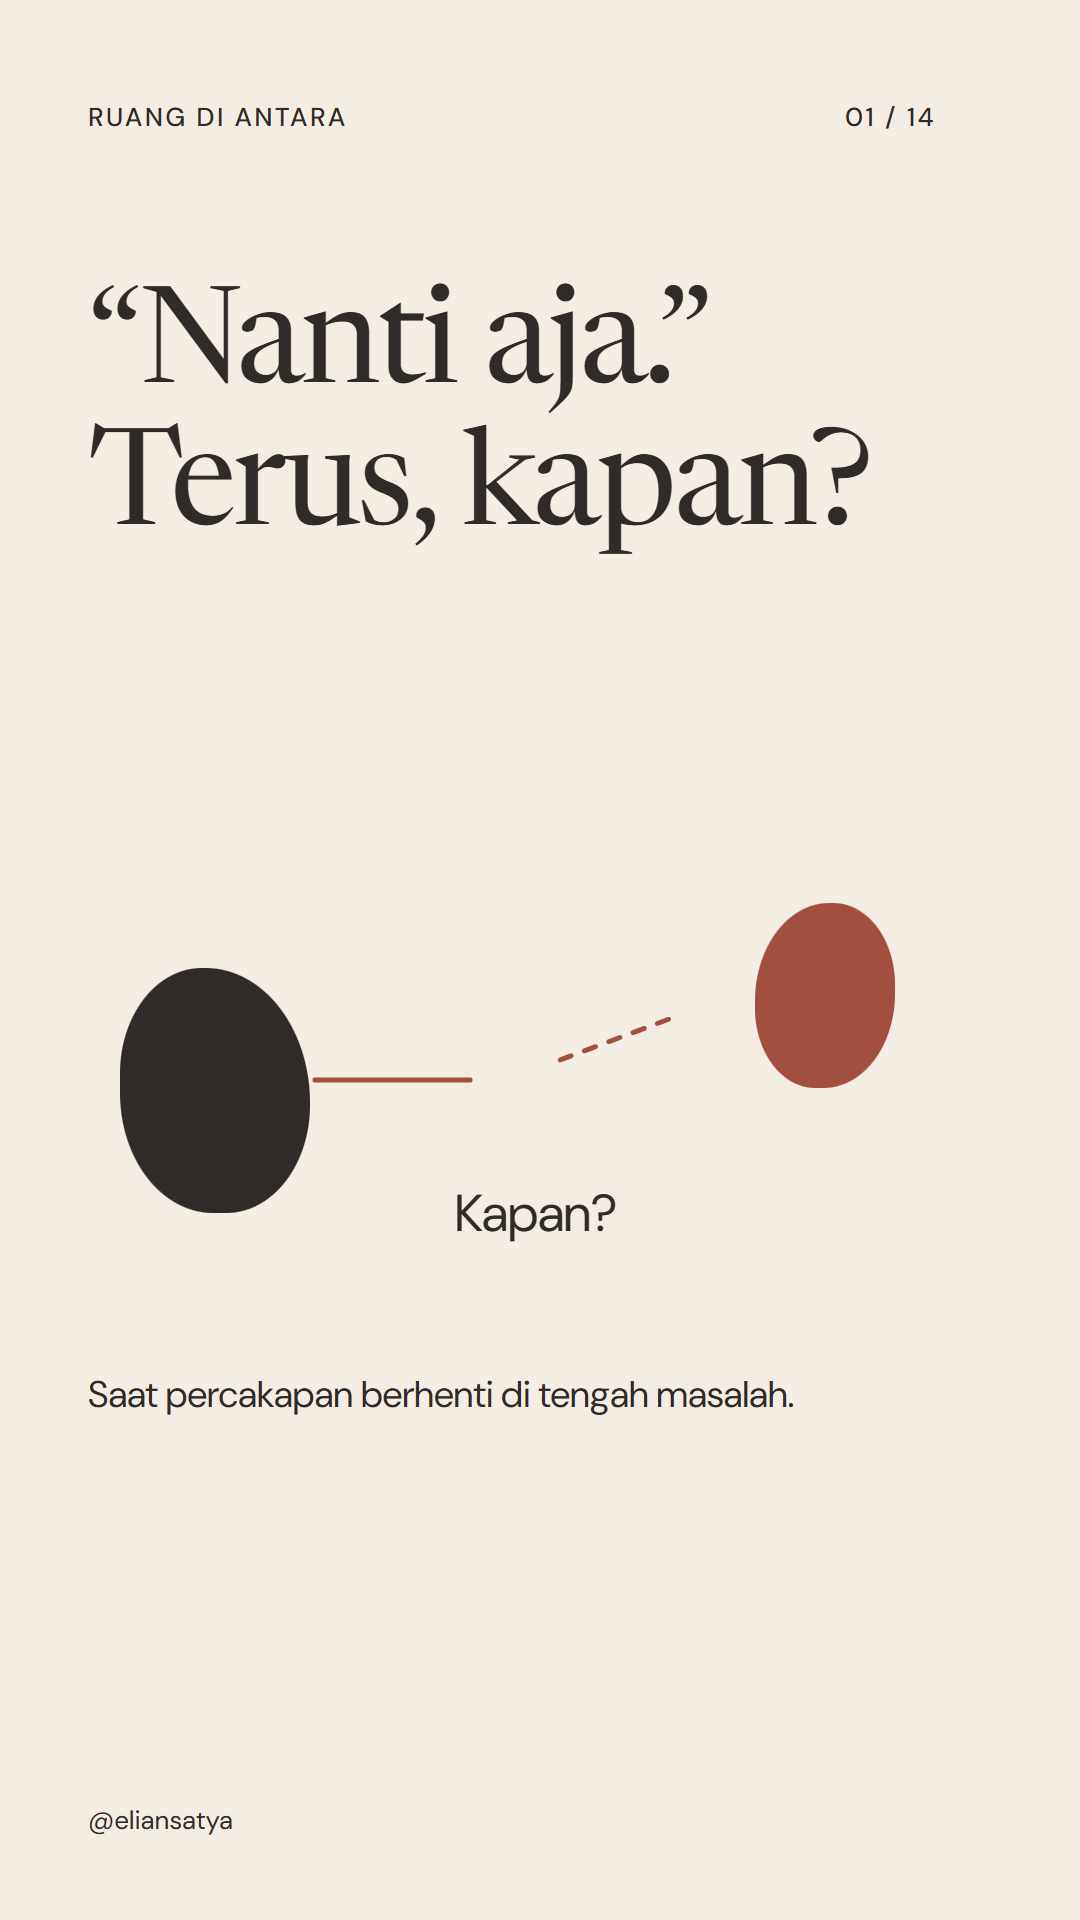 RUANG DI ANTARA
01 / 14
“Nanti aja.”
Terus, kapan?
Kapan?
Saat percakapan berhenti di tengah masalah.
@eliansatya